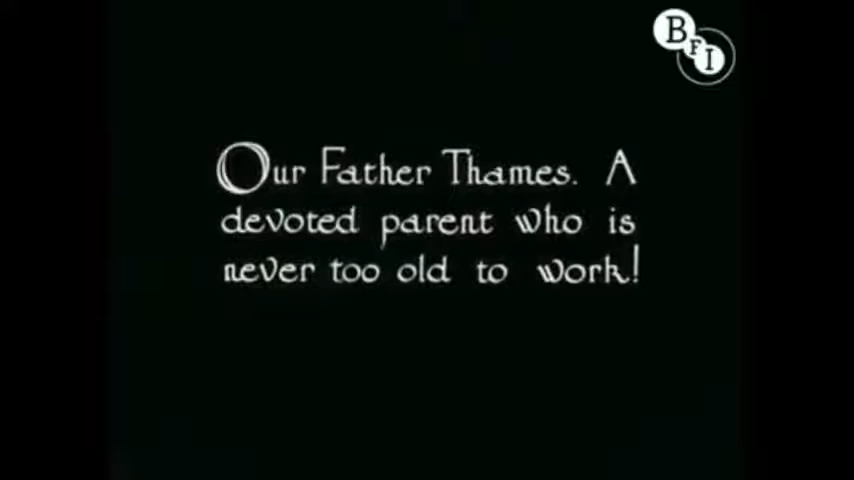 BFI
Our Father Thames. A
devoted parent who is
never too old to work!